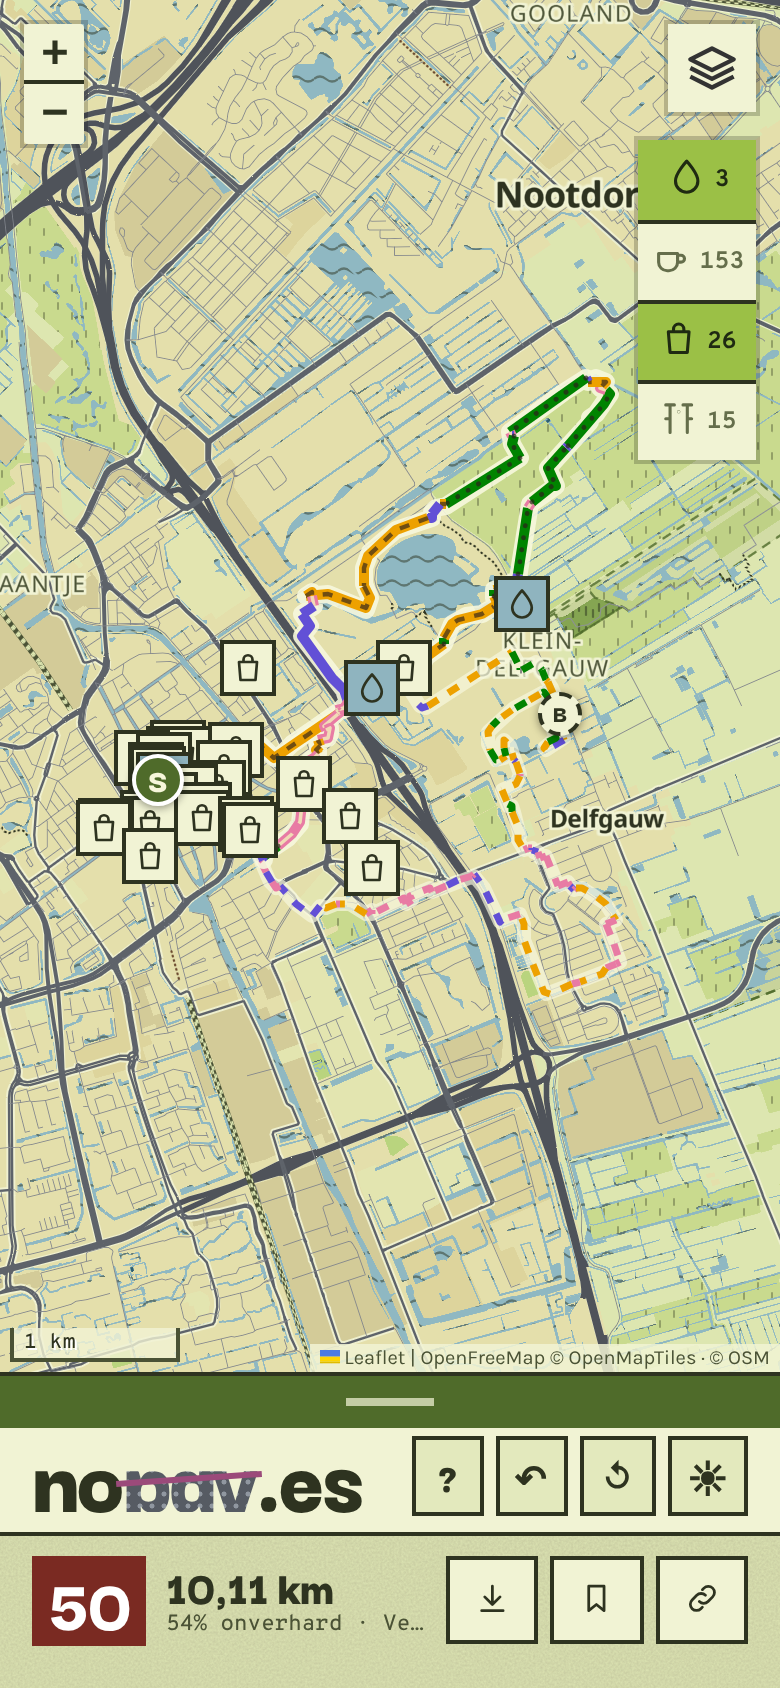 GOOLAND
+
−
3
Nootdor
153
26
15
AANTJE
KLEIN-
DELFGAUW
B
S
Delfgauw
1 km
Leaflet | OpenFreeMap © OpenMapTiles · © OSM
nopav.es
?
50
10,11 km
54% onverhard · Ve…